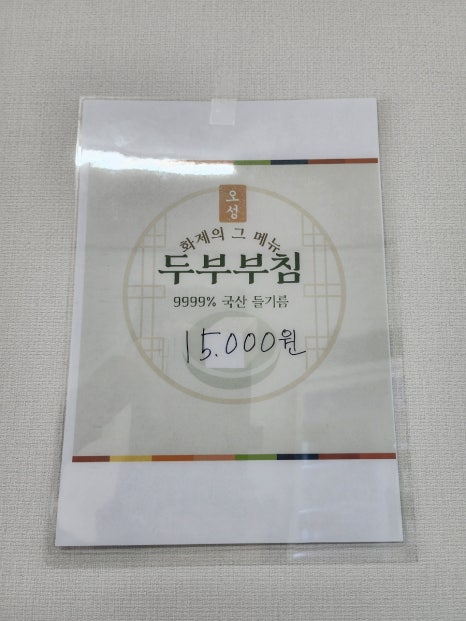 오성
화제의 그 메뉴
두부부침
9999% 국산 들기름
15.000원